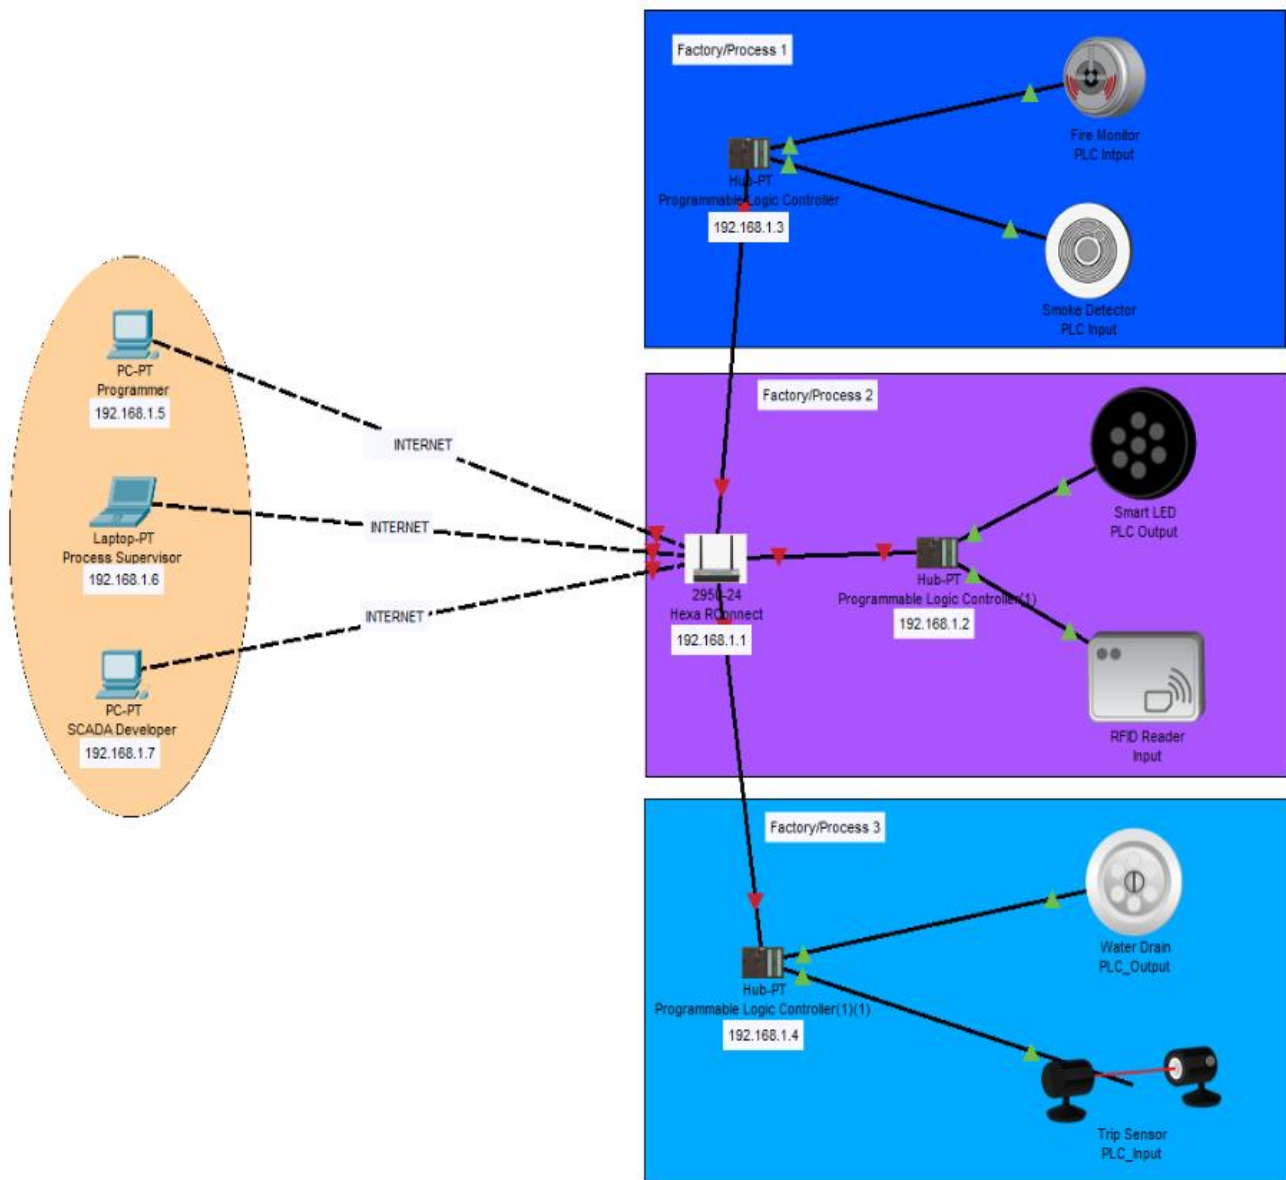 Factory/Process 1
Fire Monitor
PLC Intput
Hub-PT
Programmable Logic Controller
192.168.1.3
Smoke Detector
PLC Input
PC-PT
Programmer
192.168.1.5
INTERNET
Laptop-PT
Process Supervisor
192.168.1.6
INTERNET
PC-PT
SCADA Developer
192.168.1.7
INTERNET
2950-24
Hexa RConnect
192.168.1.1
Factory/Process 2
Smart LED
PLC Output
Hub-PT
Programmable Logic Controller(1)
192.168.1.2
RFID Reader
Input
Factory/Process 3
Water Drain
PLC_Output
Hub-PT
Programmable Logic Controller(1)(1)
192.168.1.4
Trip Sensor
PLC_Input